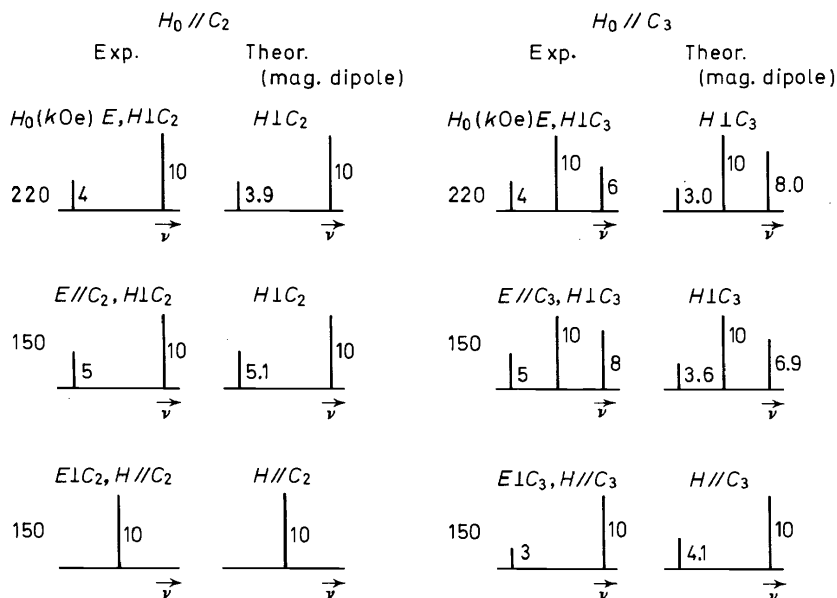 H₀ // C₂
Exp. Theor. (mag. dipole)
H₀(kOe) E, H⊥C₂ H⊥C₂
220 4 10 3.9 10
ν ν
E//C₂, H⊥C₂ H⊥C₂
150 5 10 5.1 10
ν ν
E⊥C₂, H//C₂ H//C₂
150 10 10
ν ν
H₀ // C₃
Exp. Theor. (mag. dipole)
H₀(kOe) E, H⊥C₃ H⊥C₃
220 4 10 6 3.0 10 8.0
ν ν
E//C₃, H⊥C₃ H⊥C₃
150 5 10 8 3.6 10 6.9
ν ν
E⊥C₃, H//C₃ H//C₃
150 3 10 4.1 10
ν ν